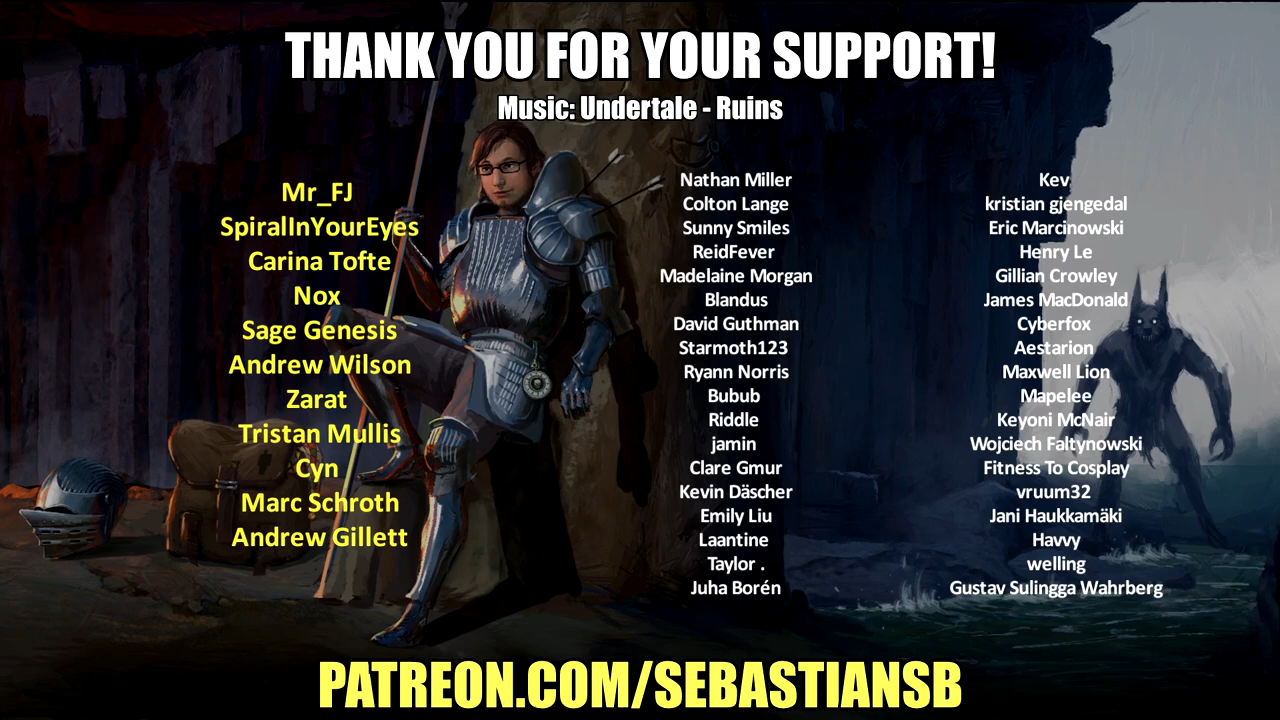 THANK YOU FOR YOUR SUPPORT!
Music: Undertale - Ruins
Mr_FJ
SpiralInYourEyes
Carina Tofte
Nox
Sage Genesis
Andrew Wilson
Zarat
Tristan Mullis
Cyn
Marc Schroth
Andrew Gillett
Nathan Miller
Colton Lange
Sunny Smiles
ReidFever
Madelaine Morgan
Blandus
David Guthman
Starmoth123
Ryann Norris
Bubub
Riddle
jamin
Clare Gmur
Kevin Däscher
Emily Liu
Laantine
Taylor .
Juha Borén
Kev
kristian gjengedal
Eric Marcinowski
Henry Le
Gillian Crowley
James MacDonald
Cyberfox
Aestarion
Maxwell Lion
Mapelee
Keyoni McNair
Wojciech Faltynowski
Fitness To Cosplay
vruum32
Jani Haukkamäki
Havvy
welling
Gustav Sulingga Wahrberg
PATREON.COM/SEBASTIANSB